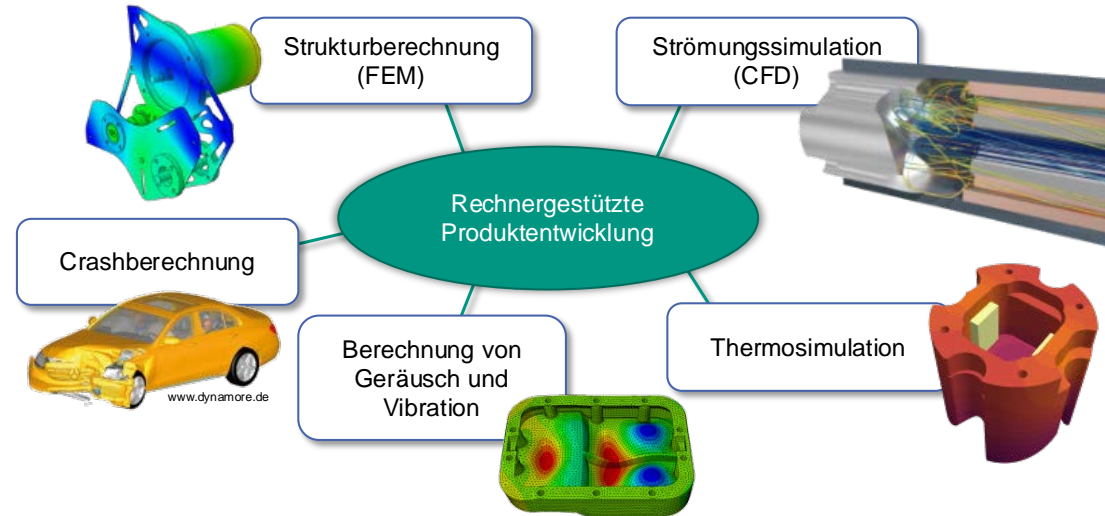 Strukturberechnung
(FEM)
Strömungssimulation
(CFD)
Rechnergestützte
Produktentwicklung
Crashberechnung
www.dynamore.de
Berechnung von
Geräusch und
Vibration
Thermosimulation